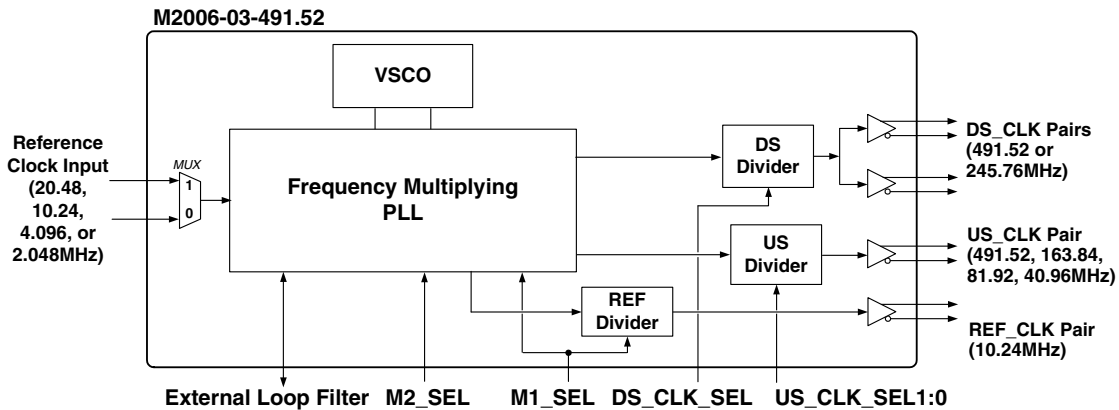 M2006-03-491.52
VSCO
Reference
Clock Input
(20.48,
10.24,
4.096, or
2.048MHz)
MUX
1
0
Frequency Multiplying
PLL
DS
Divider
DS_CLK Pairs
(491.52 or
245.76MHz)
US
Divider
US_CLK Pair
(491.52, 163.84,
81.92, 40.96MHz)
REF
Divider
REF_CLK Pair
(10.24MHz)
External Loop Filter
M2_SEL
M1_SEL
DS_CLK_SEL
US_CLK_SEL1:0